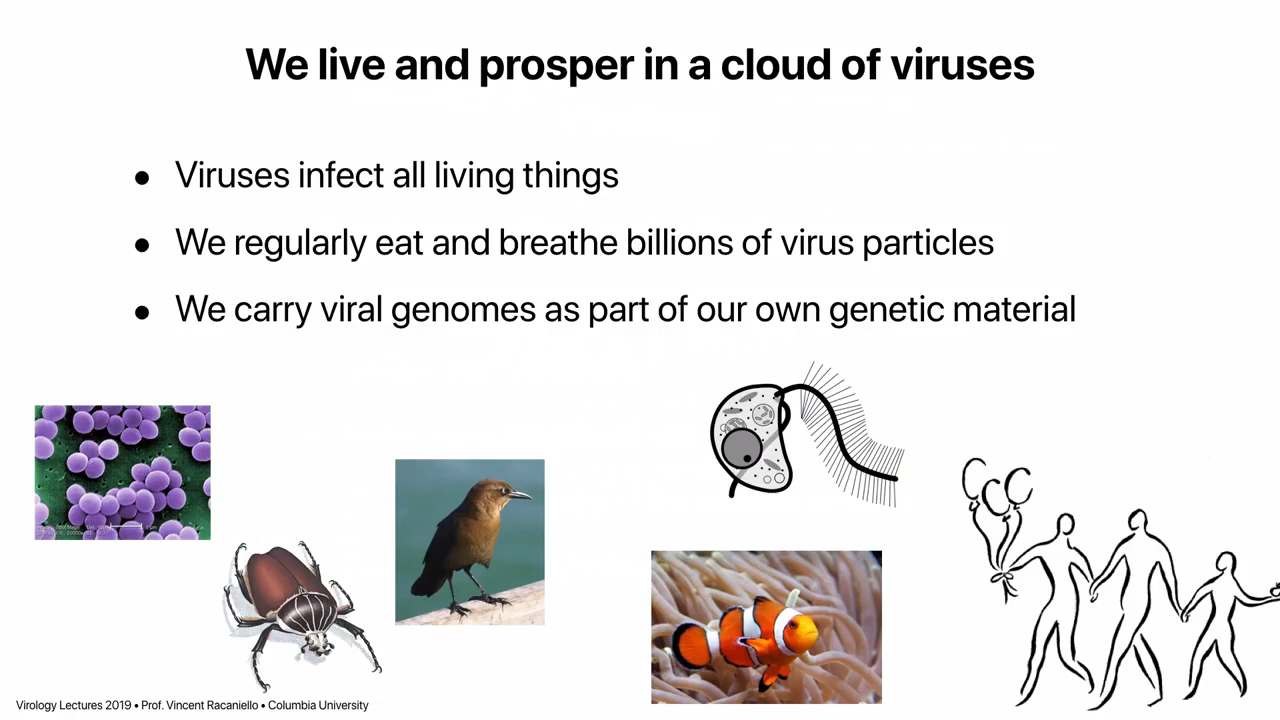 We live and prosper in a cloud of viruses
• Viruses infect all living things
• We regularly eat and breathe billions of virus particles
• We carry viral genomes as part of our own genetic material
Virology Lectures 2019 • Prof. Vincent Racaniello • Columbia University